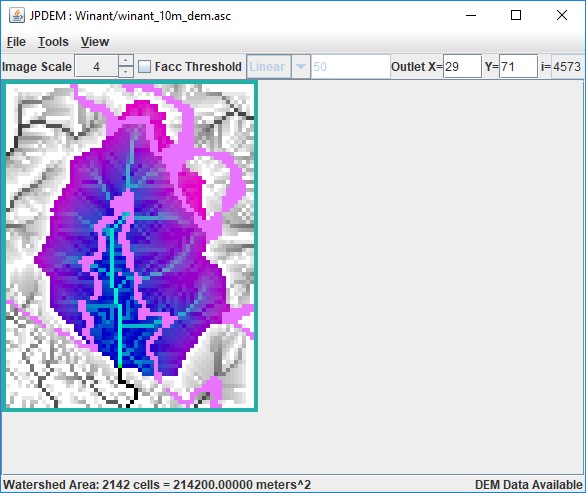 JPDEM : Winant/winant_10m_dem.asc
File Tools View
Image Scale 4 Facc Threshold Linear 50 Outlet X= 29 Y= 71 i= 4573
Watershed Area: 2142 cells = 214200.00000 meters^2 DEM Data Available